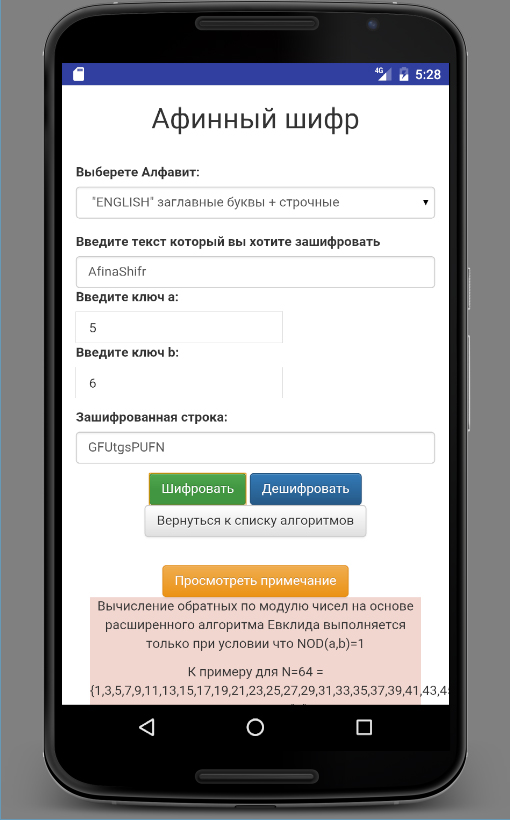 4G 5:28
Афинный шифр
Выберете Алфавит:
"ENGLISH" заглавные буквы + строчные
Введите текст который вы хотите зашифровать
AfinaShifr
Введите ключ a:
5
Введите ключ b:
6
Зашифрованная строка:
GFUtgsPUFN
Шифровать Дешифровать
Вернуться к списку алгоритмов
Просмотреть примечание
Вычисление обратных по модулю чисел на основе
расширенного алгоритма Евклида выполняется
только при условии что NOD(a,b)=1
К примеру для N=64 =
{1,3,5,7,9,11,13,15,17,19,21,23,25,27,29,31,33,35,37,39,41,43,45